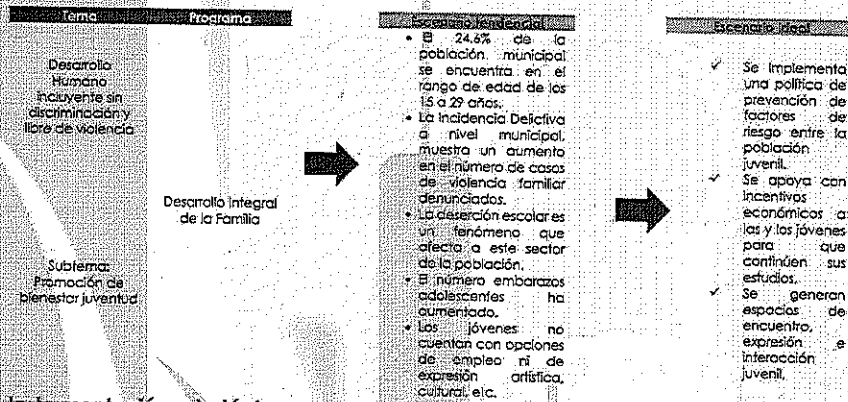 Tema
Programa
Desarrollo
Humano
incluyente sin
discriminación y
libre de violencia
Subtema:
Promoción de
bienestar juventud
Desarrollo Integral
de la Familia
Escenario tendencial
• El 24.6% de la
población municipal
se encuentra en el
rango de edad de los
15 a 29 años.
• La Incidencia Delictiva
a nivel municipal,
muestra un aumento
en el número de casos
de violencia familiar
denunciados.
• La deserción escolar es
un fenómeno que
afecta a este sector
de la población.
• El número embarazos
adolescentes ha
aumentado.
• Los jóvenes no
cuentan con opciones
de empleo ni de
expresión artística,
cultural, etc.
Escenario ideal
✓ Se implementa
una política de
prevención de
factores de
riesgo entre la
población
juvenil.
✓ Se apoya con
incentivos
económicos a
las y los jóvenes
para que
continúen sus
estudios.
✓ Se generan
espacios de
encuentro,
expresión e
interacción
juvenil.